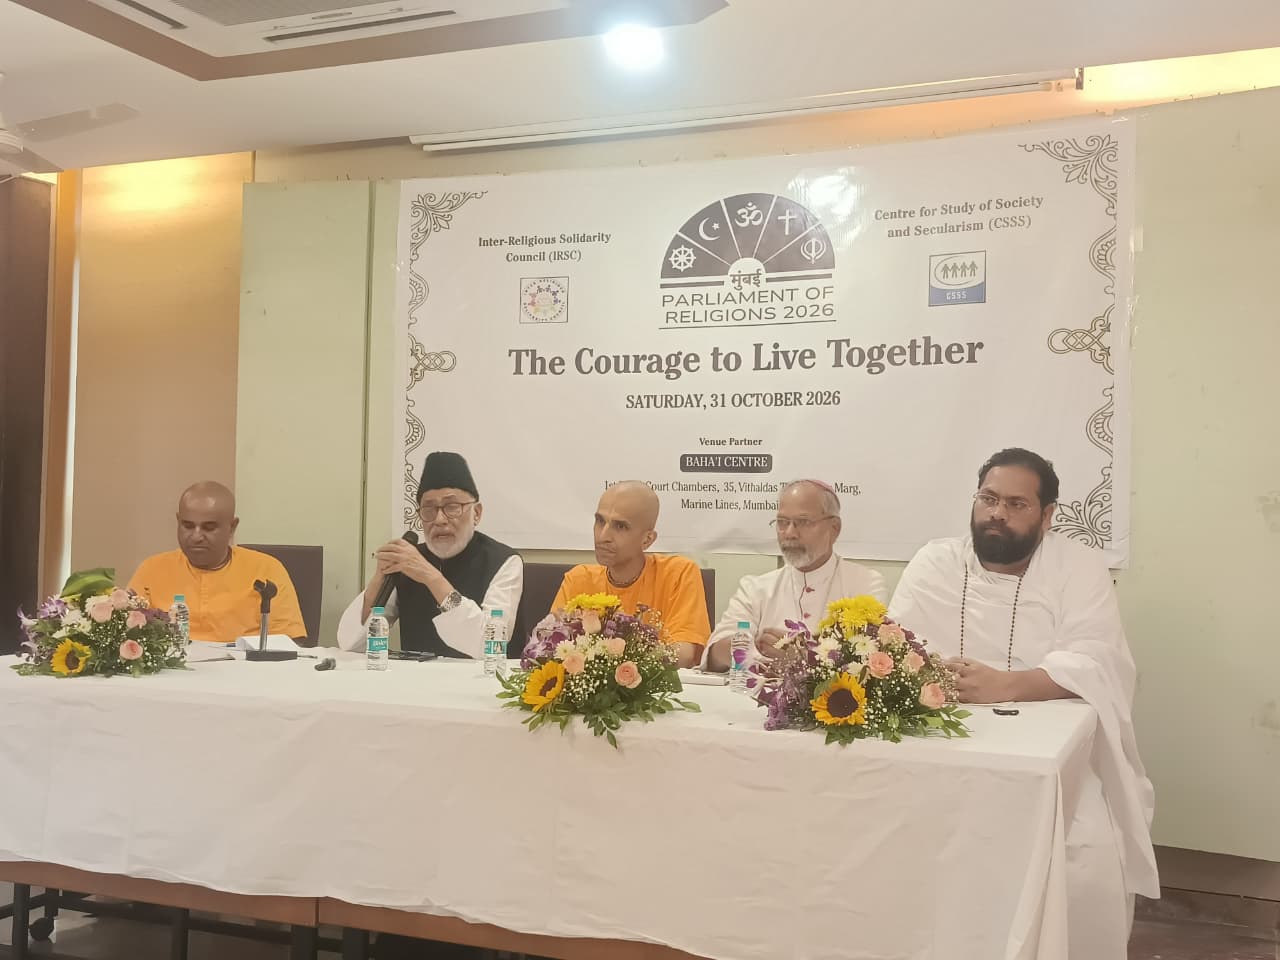 Inter-Religious Solidarity
Council (IRSC)
Centre for Study of Society
and Secularism (CSSS)
CSSS
मुंबई
PARLIAMENT OF
RELIGIONS 2026
The Courage to Live Together
SATURDAY, 31 OCTOBER 2026
Venue Partner
BAHA'I CENTRE
Court Chambers, 35, Vithaldas Marg,
Marine Lines, Mumbai